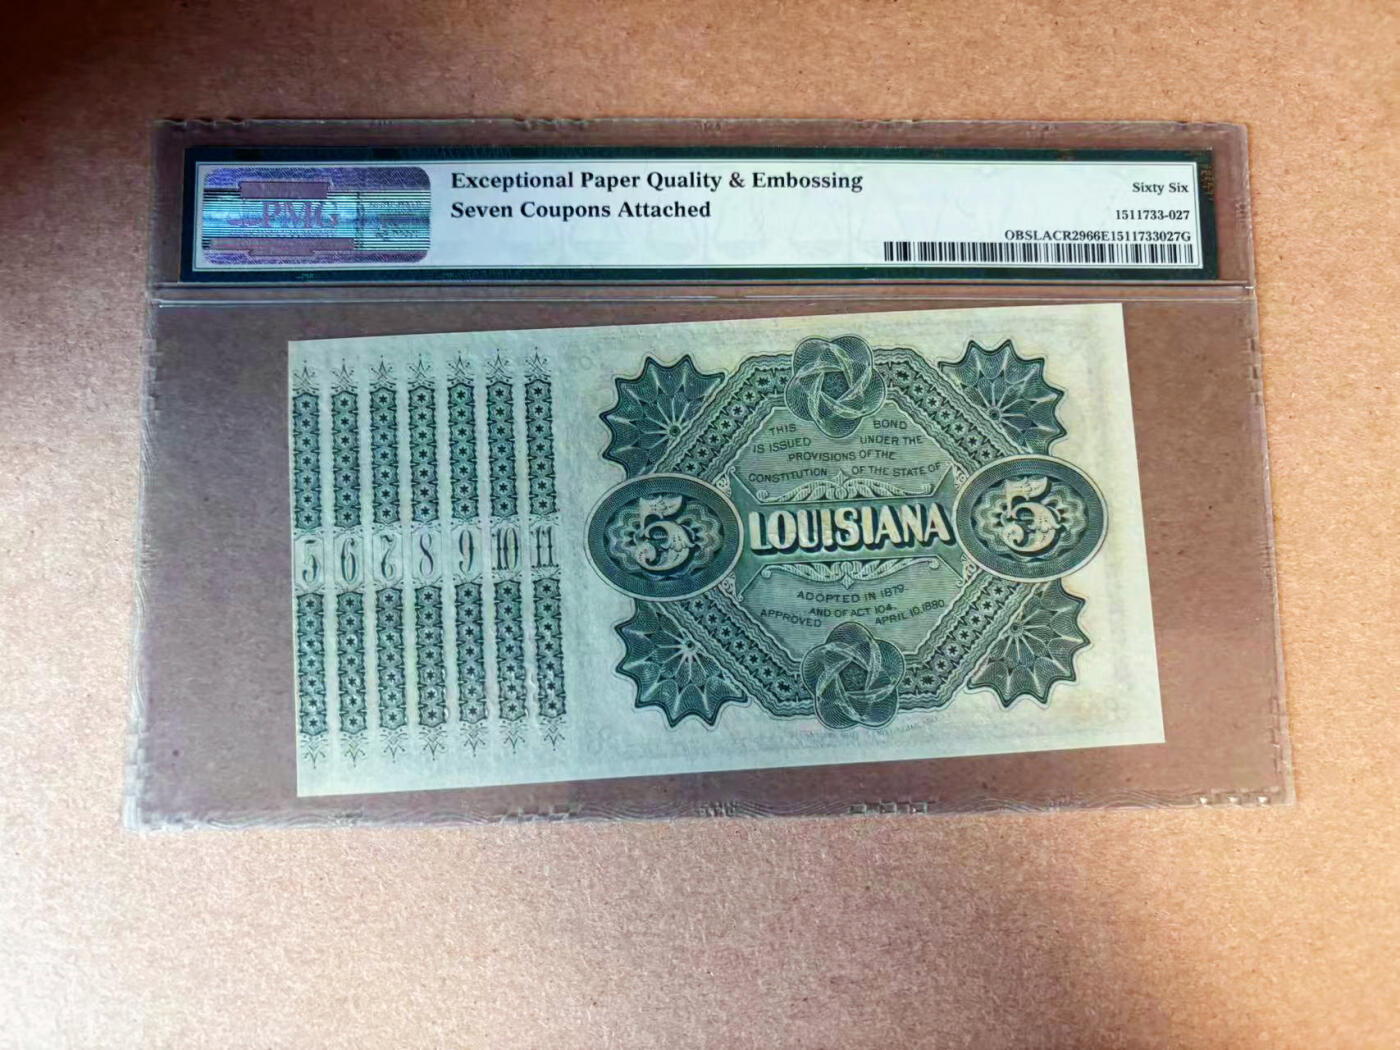 PMG
Exceptional Paper Quality & Embossing
Seven Coupons Attached
Sixty Six
1511733-027
OBSLACR2966E1511733027G
5 6 7 8 9 10 11
THIS BOND
IS ISSUED UNDER THE
PROVISIONS OF THE
CONSTITUTION OF THE STATE OF
5 LOUISIANA 5
ADOPTED IN 1879.
AND OF ACT 104,
APPROVED APRIL 10, 1880